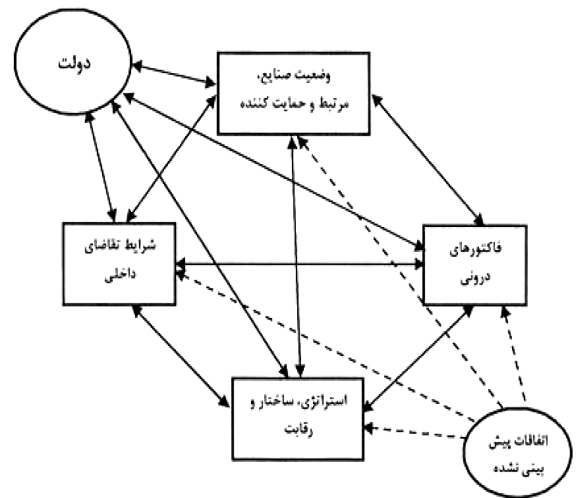 دولت
وضعیت صنایع،
مرتبط و حمایت کننده
شرایط تقاضای
داخلی
فاکتورهای
درونی
استراتژی، ساختار و
رقابت
اتفاقات پیش
بینی نشده